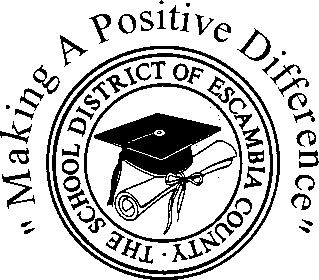 "Making A Positive Difference"
THE SCHOOL DISTRICT OF ESCAMBIA COUNTY ·